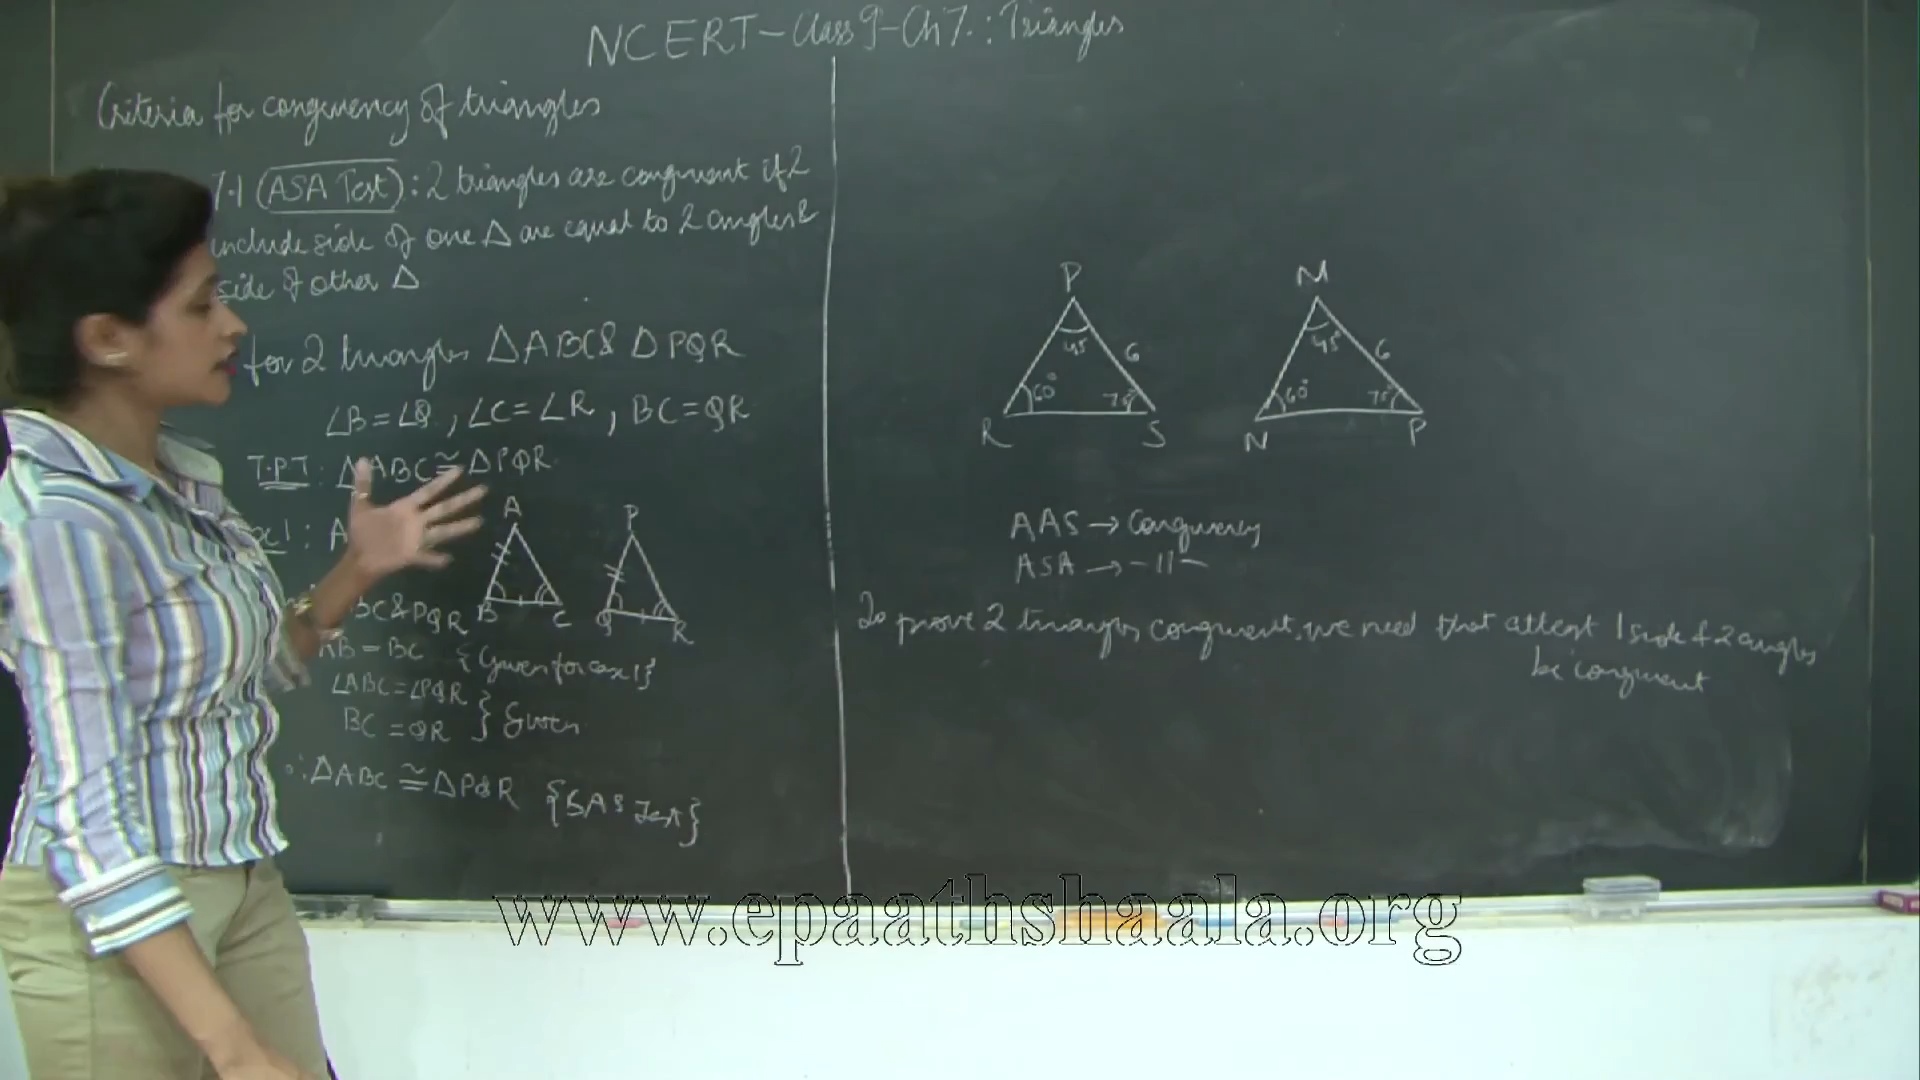 NCERT - Class 9 - Ch 7 : Triangles
Criteria for congruency of triangles
7.1 (ASA Test) : 2 triangles are congruent if 2
include side of one Δ are equal to 2 angles &
side of other Δ
for 2 triangles ΔABC & ΔPQR
∠B = ∠Q , ∠C = ∠R , BC = QR
T.P.T : ΔABC ≅ ΔPQR
A
P
B
C
Q
R
BC & PQR
AB = BC {Given for case 1}
∠ABC = ∠PQR
BC = QR } Given
∴ ΔABC ≅ ΔPQR {SAS Test}
P
45
6
60°
75°
R
S
M
45°
6
60°
75°
N
P
AAS → Congruency
ASA → -11-
To prove 2 triangles congruent, we need that atleast 1 side & 2 angles
be congruent
www.epaathshaala.org